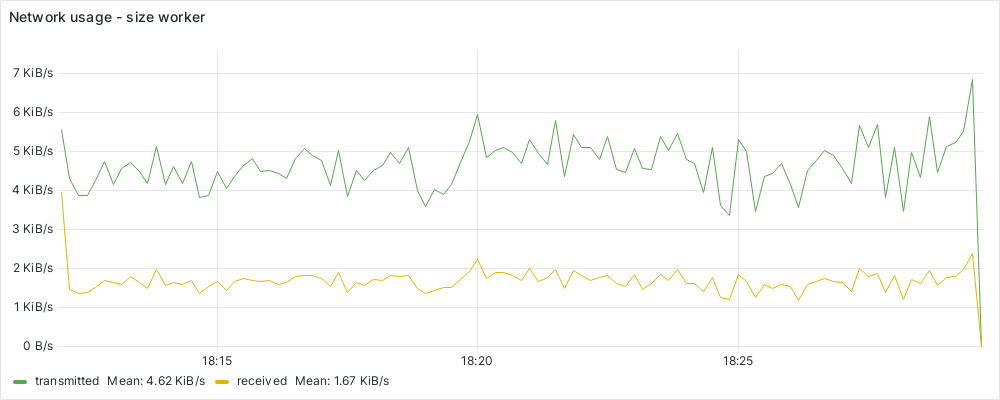 Network usage - size worker
7 KiB/s
6 KiB/s
5 KiB/s
4 KiB/s
3 KiB/s
2 KiB/s
1 KiB/s
0 B/s
18:15 18:20 18:25
transmitted Mean: 4.62 KiB/s received Mean: 1.67 KiB/s